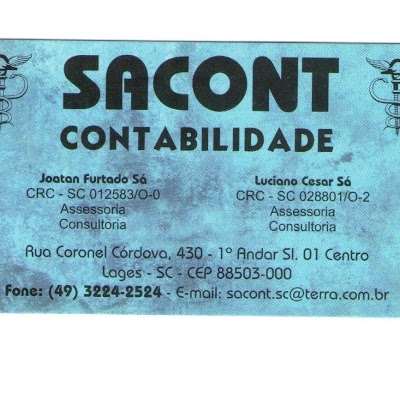 SACONT
CONTABILIDADE
Joatan Furtado Sá
CRC - SC 012583/O-0
Assessoria
Consultoria
Luciano Cesar Sá
CRC - SC 028801/O-2
Assessoria
Consultoria
Rua Coronel Córdova, 430 - 1º Andar Sl. 01 Centro
Lages - SC - CEP 88503-000
Fone: (49) 3224-2524 - E-mail: sacont.sc@terra.com.br